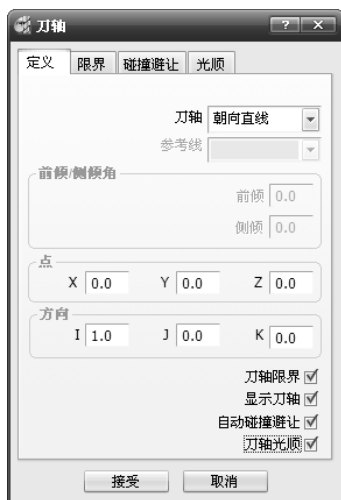 刀轴
定义 限界 碰撞避让 光顺
刀轴 朝向直线
参考线
前倾/侧倾角
前倾 0.0
侧倾 0.0
点
X 0.0 Y 0.0 Z 0.0
方向
I 1.0 J 0.0 K 0.0
刀轴限界
显示刀轴
自动碰撞避让
刀轴光顺
接受 取消